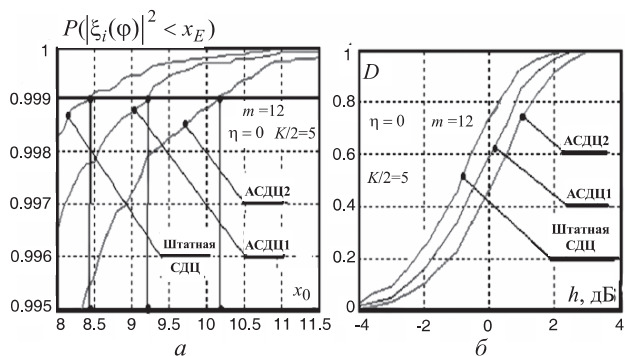 P(|ξᵢ(φ)|² < x_E)
1
0.999
0.998
0.997
0.996
0.995
m = 12
η = 0 K/2=5
АСДЦ2
АСДЦ1
Штатная
СДЦ
x₀
8 8.5 9 9.5 10 10.5 11 11.5
а
1
D
0.8
0.6
0.4
0.2
0
η = 0 m = 12
K/2=5
АСДЦ2
АСДЦ1
Штатная
СДЦ
h, дБ
-4 -2 0 2 4
б